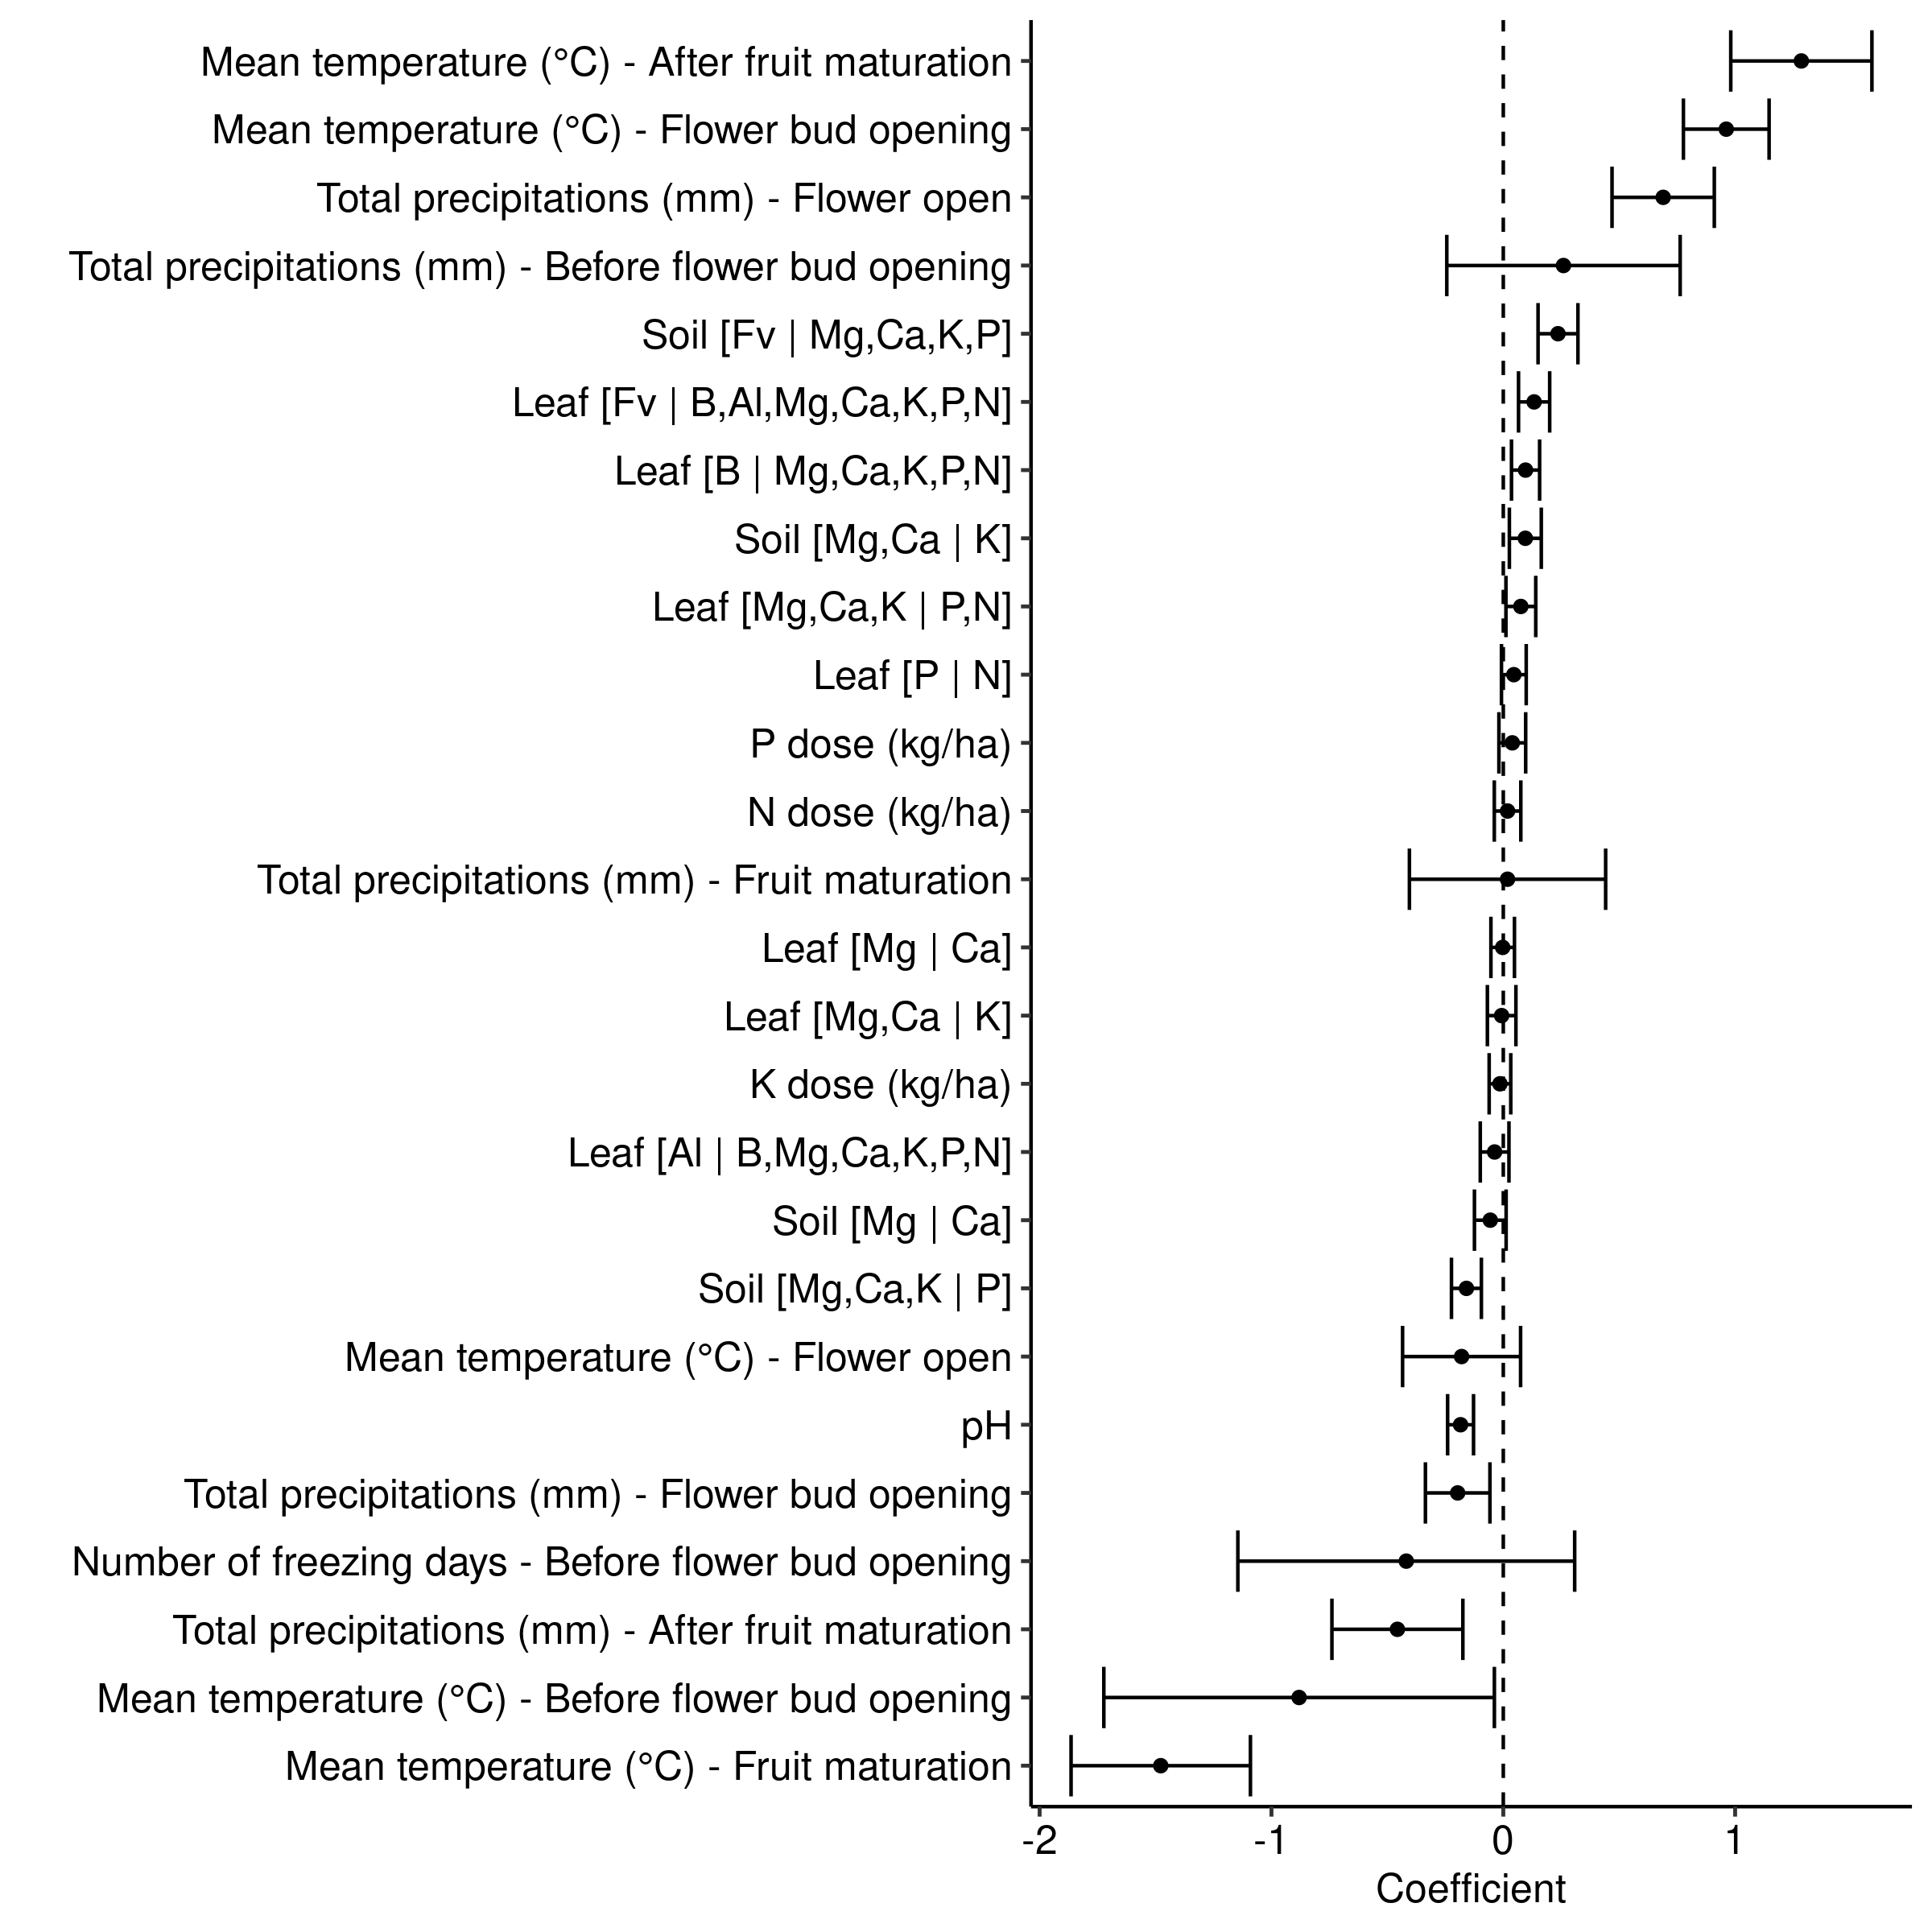 Mean temperature (°C) - After fruit maturation
Mean temperature (°C) - Flower bud opening
Total precipitations (mm) - Flower open
Total precipitations (mm) - Before flower bud opening
Soil [Fv | Mg,Ca,K,P]
Leaf [Fv | B,Al,Mg,Ca,K,P,N]
Leaf [B | Mg,Ca,K,P,N]
Soil [Mg,Ca | K]
Leaf [Mg,Ca,K | P,N]
Leaf [P | N]
P dose (kg/ha)
N dose (kg/ha)
Total precipitations (mm) - Fruit maturation
Leaf [Mg | Ca]
Leaf [Mg,Ca | K]
K dose (kg/ha)
Leaf [Al | B,Mg,Ca,K,P,N]
Soil [Mg | Ca]
Soil [Mg,Ca,K | P]
Mean temperature (°C) - Flower open
pH
Total precipitations (mm) - Flower bud opening
Number of freezing days - Before flower bud opening
Total precipitations (mm) - After fruit maturation
Mean temperature (°C) - Before flower bud opening
Mean temperature (°C) - Fruit maturation
-2 -1 0 1
Coefficient